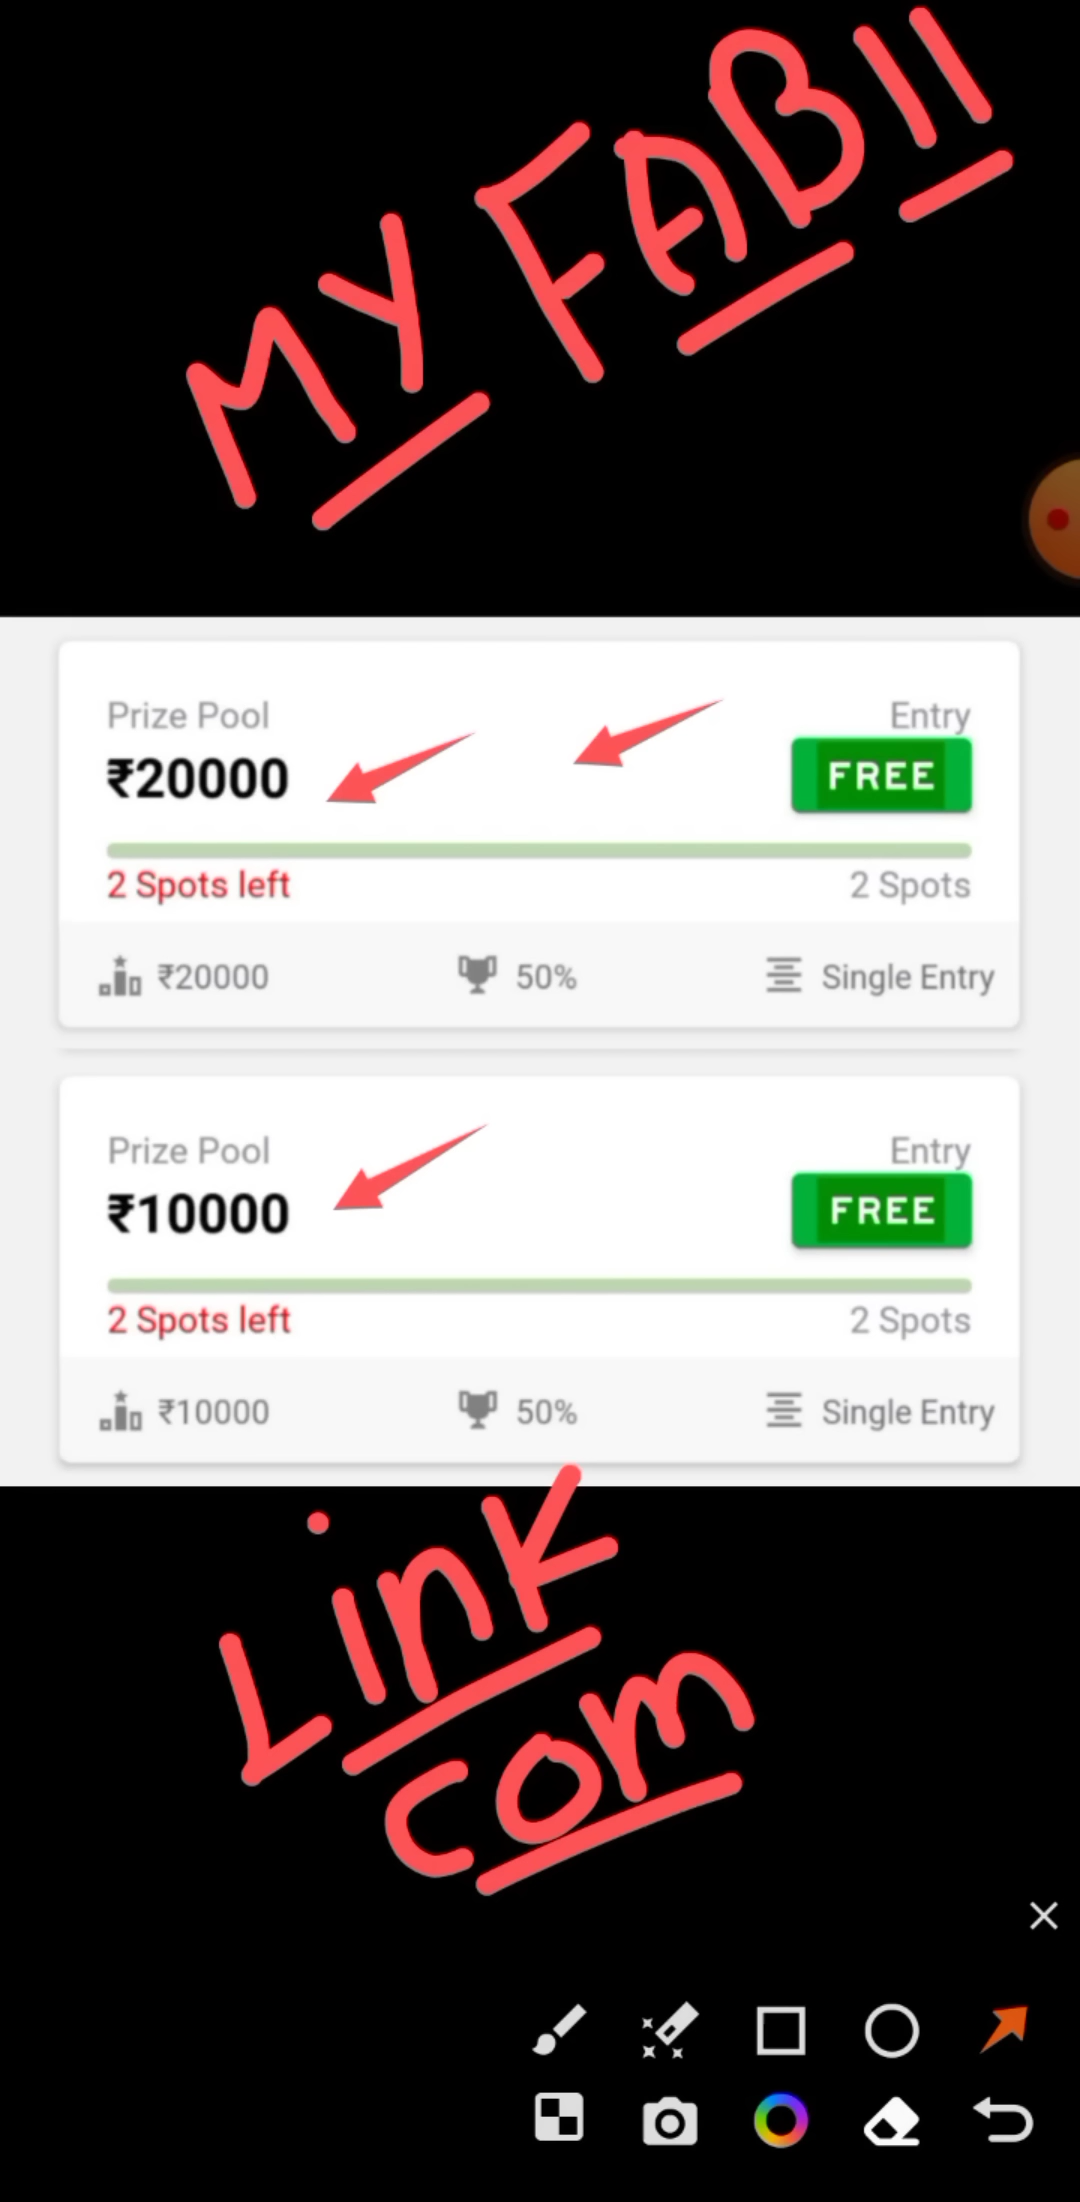 MY FAB11
Prize Pool
Entry
₹20000
FREE
2 Spots left
2 Spots
₹20000
50%
Single Entry
Prize Pool
Entry
₹10000
FREE
2 Spots left
2 Spots
₹10000
50%
Single Entry
Link
com